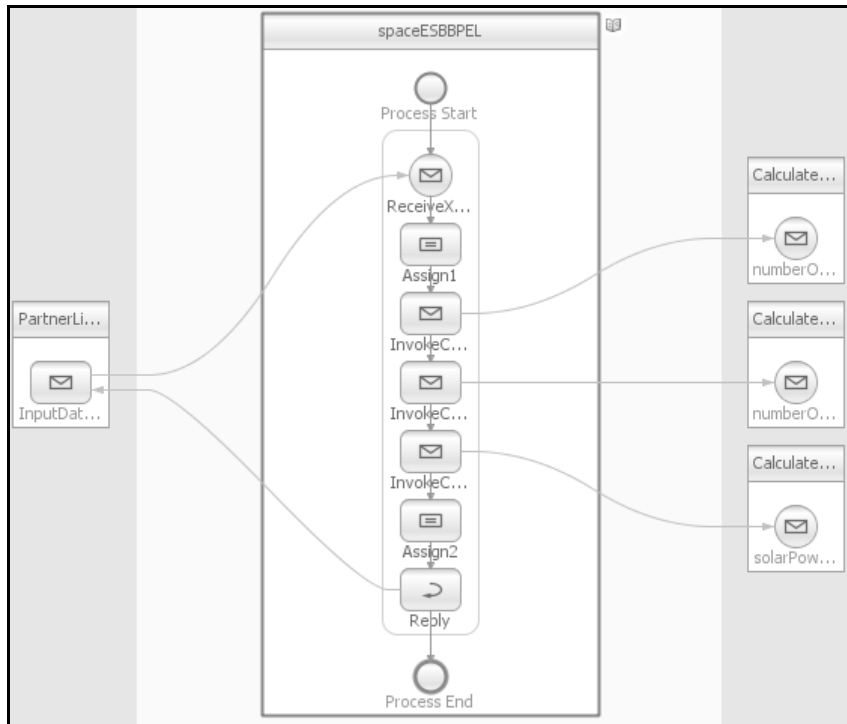 spaceESBBPEL
Process Start
ReceiveX...
Assign1
InvokeC...
InvokeC...
InvokeC...
Assign2
Reply
Process End
PartnerLi...
InputDat...
Calculate...
numberO...
Calculate...
numberO...
Calculate...
solarPow...